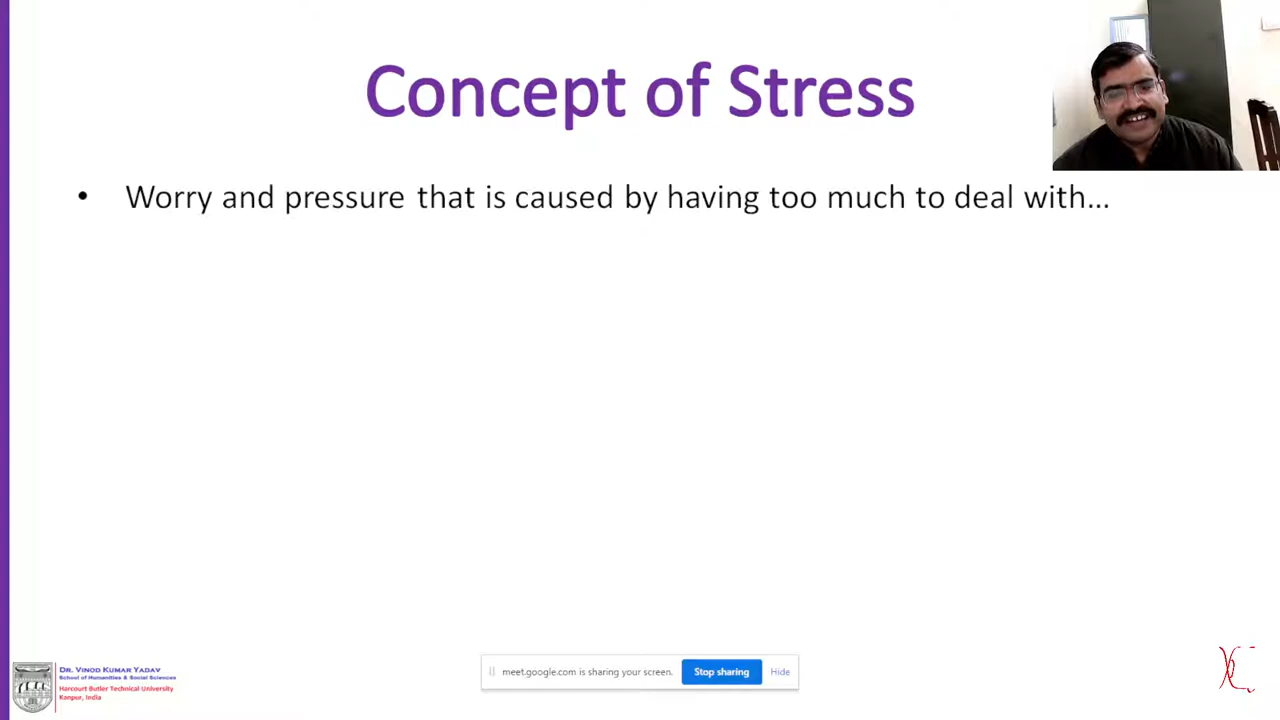 Concept of Stress
• Worry and pressure that is caused by having too much to deal with...
Dr. Vinod Kumar Yadav
School of Humanities & Social Sciences
Harcourt Butler Technical University
Kanpur, India
meet.google.com is sharing your screen.
Stop sharing
Hide